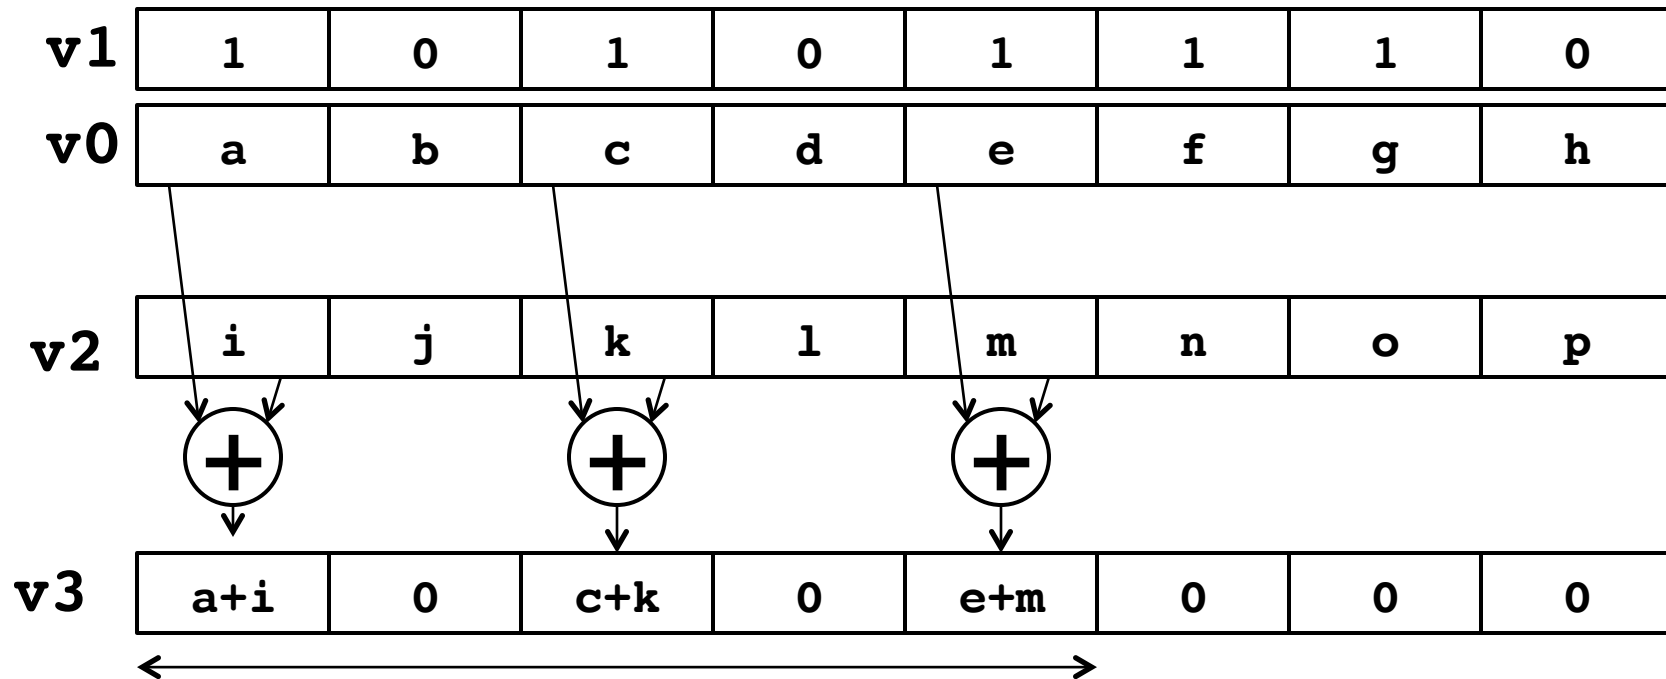 v1 1 0 1 0 1 1 1 0
v0 a b c d e f g h
v2 i j k l m n o p
+ + +
v3 a+i 0 c+k 0 e+m 0 0 0